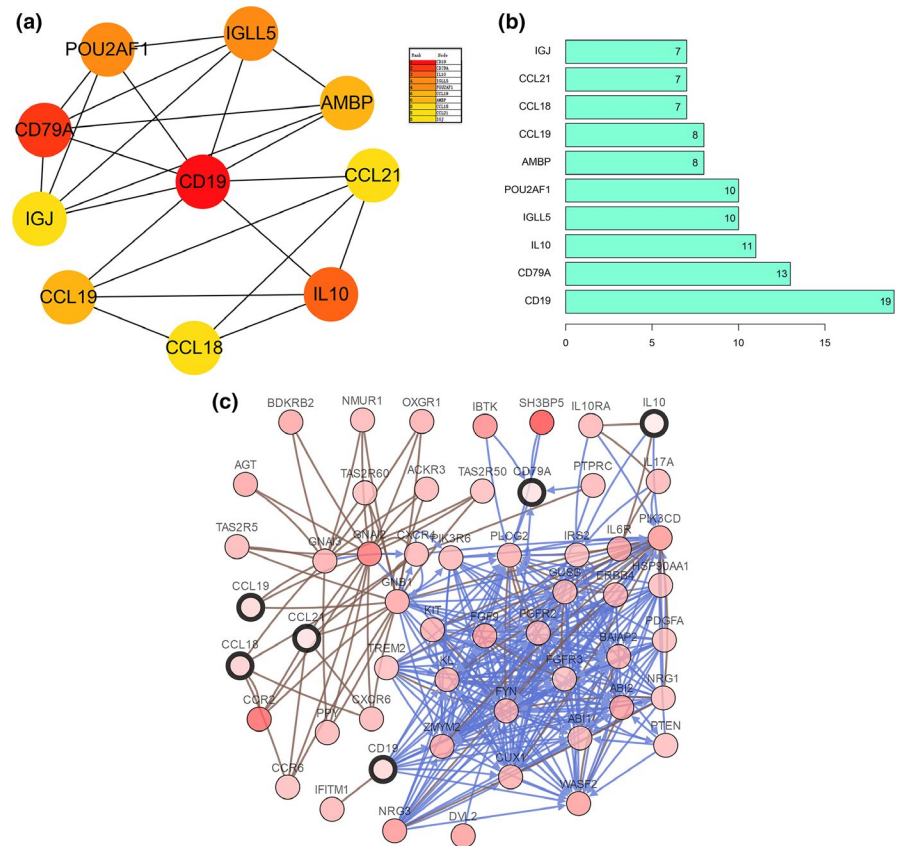 (a)
POU2AF1
IGLL5
AMBP
CD79A
CD19
CCL21
IGJ
CCL19
IL10
CCL18
Rank Node
(b)
IGJ 7
CCL21 7
CCL18 7
CCL19 8
AMBP 8
POU2AF1 10
IGLL5 10
IL10 11
CD79A 13
CD19 19
0 5 10 15
(c)
BDKRB2 NMUR1 OXGR1 IBTK SH3BP5 IL10RA IL10
AGT TAS2R60 ACKR3 TAS2R50 CD79A PTPRC IL17A
TAS2R5 GNAI3 GNAI2 CXCR4 PIK3R6 PLCG2 IRS2 IL6R PIK3CD
CCL19 GNB1 ERBB4 HSP90AA1
CCL18 CCL21 KIT FGF9 FGFR2 BAIAP2 PDGFA
TREM2 KL FGFR3 NRG1
CCR2 PPY CXCR6 FYN ABI2
CD19 ZMYM2 ABI1 PTEN
CCR6 CUX1 WASF2
IFITM1 NRG3 DVL2